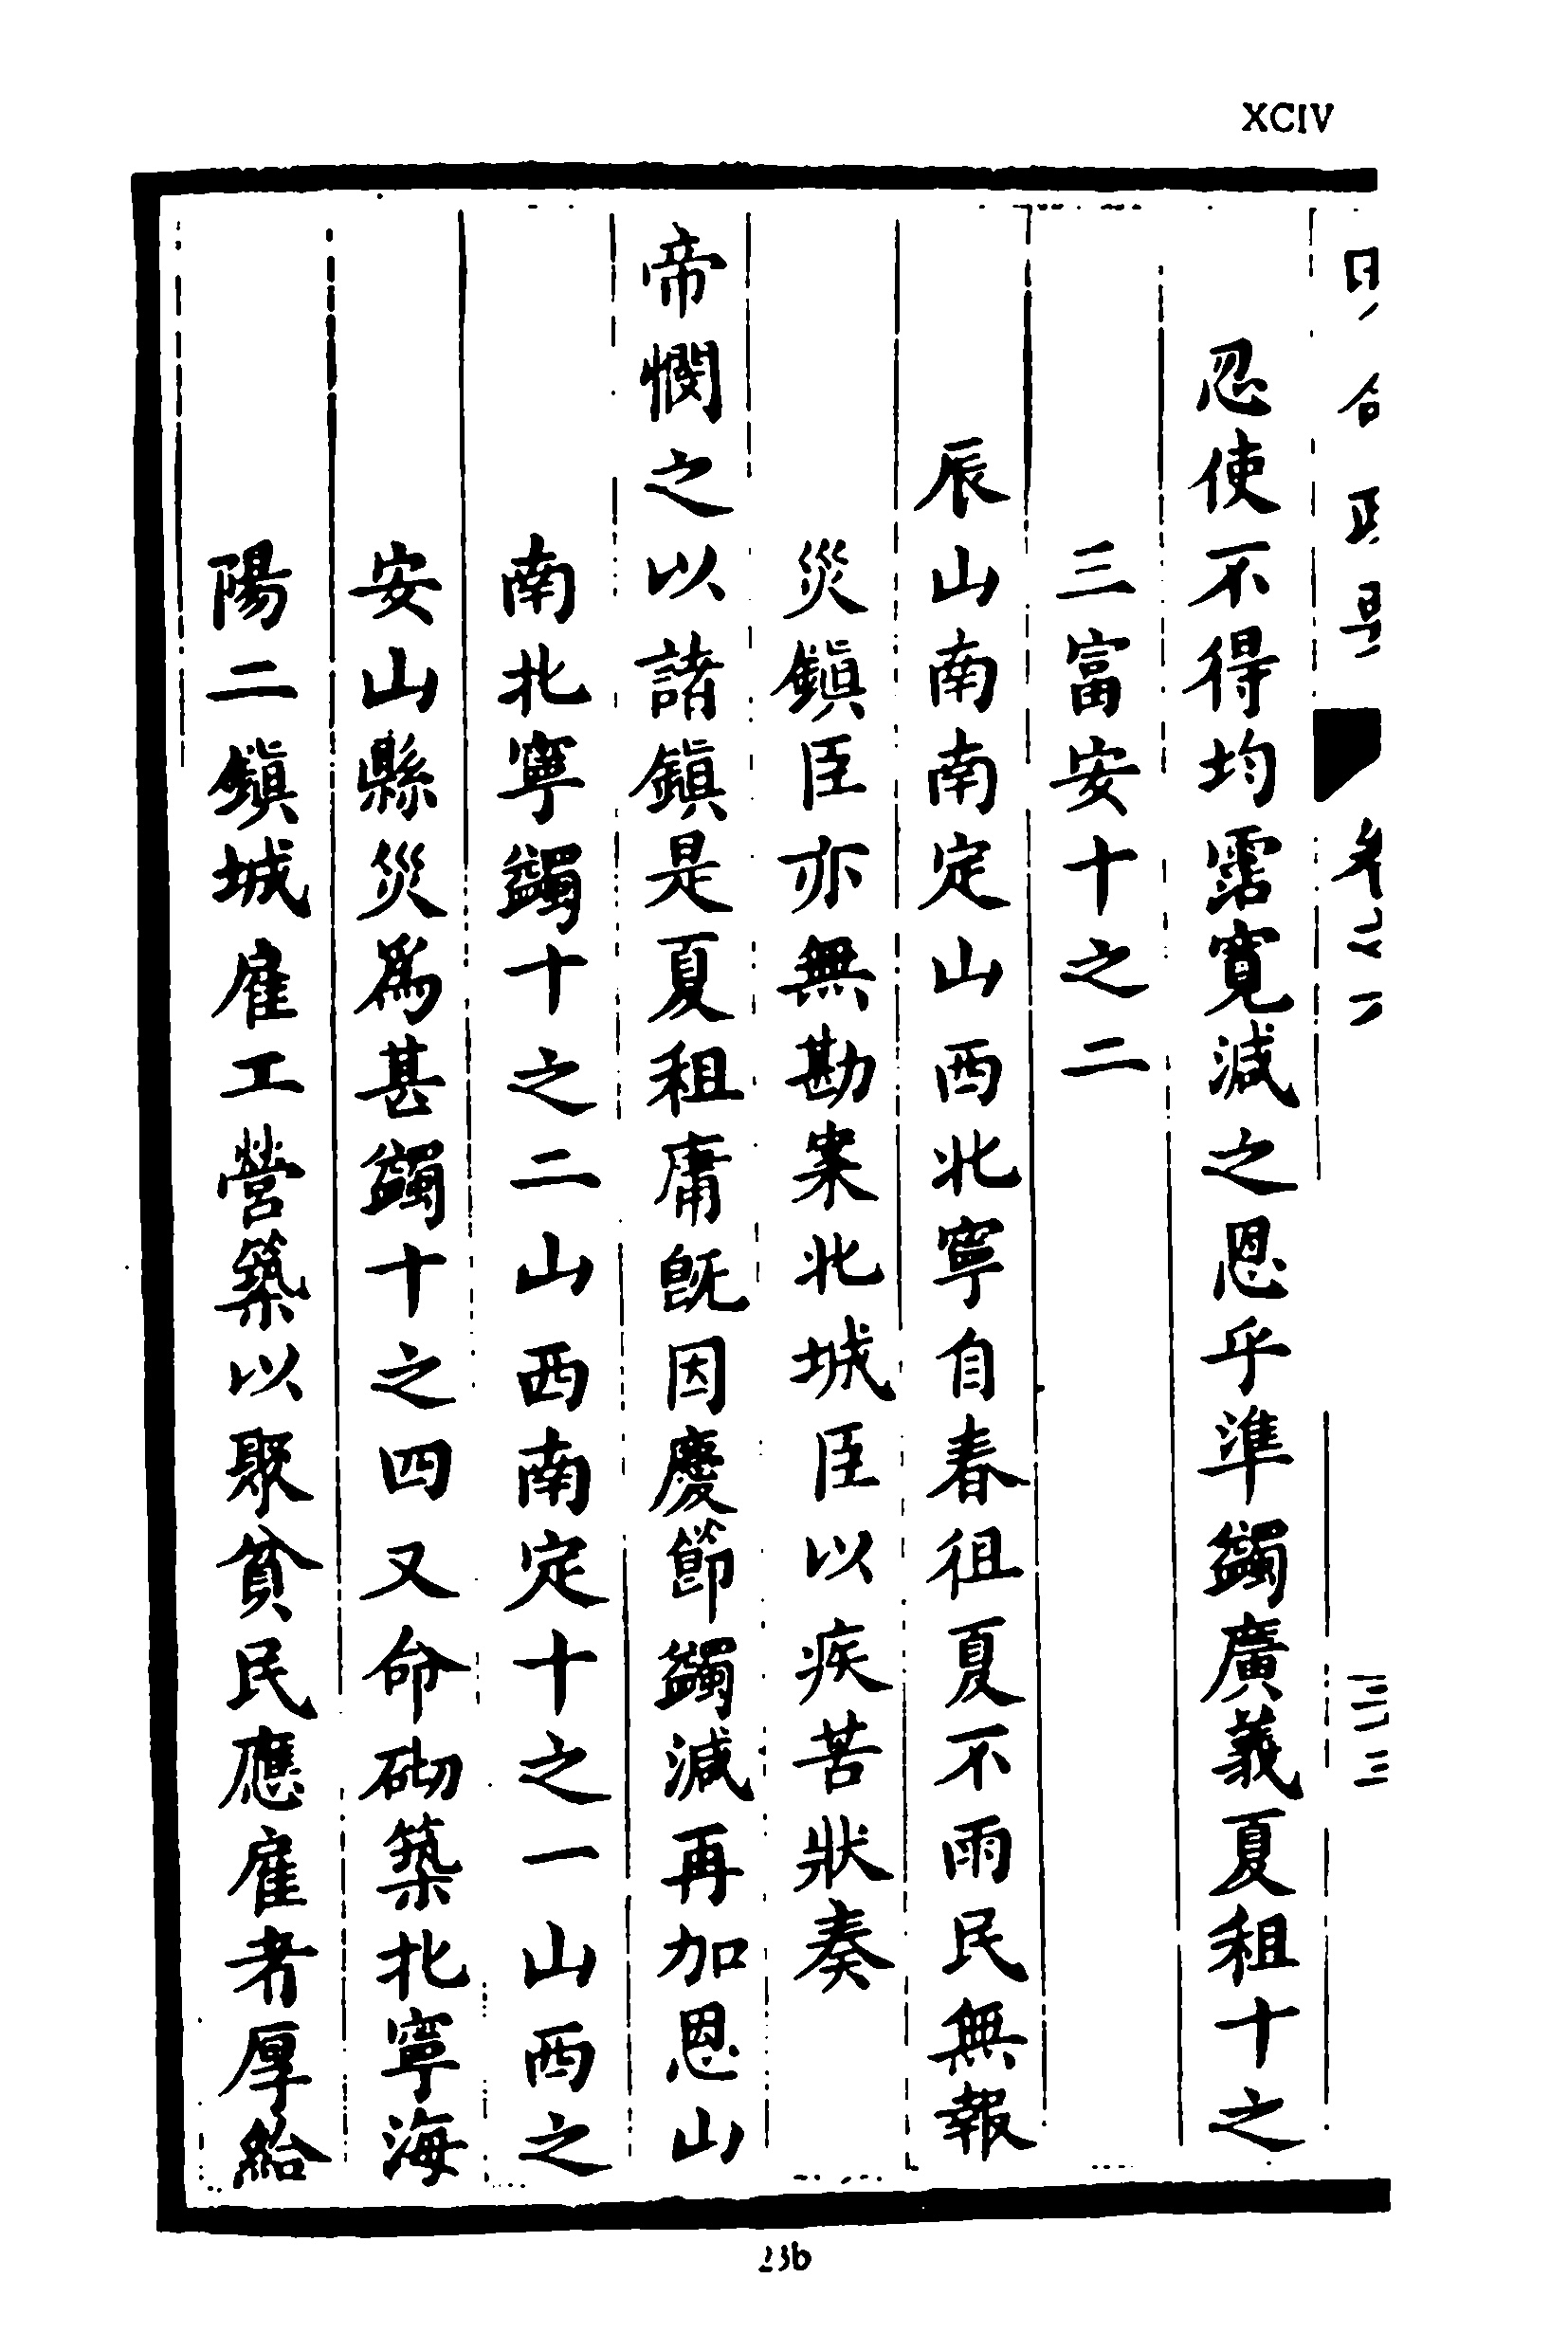 XCIV
忍使不得均霑寬減之恩乎準蠲廣義夏租十之
三富安十之二
辰山南南定山西北寧自春徂夏不雨民無報
災鎭臣亦無勘案北城臣以疾苦狀奏
帝憫之以諸鎭是夏租庸旣因慶節蠲減再加恩山
南北寧蠲十之二山西南定十之一山西之
安山縣災爲甚蠲十之四又命砌築北寧海
陽二鎭城雇工營築以聚貧民應雇者厚給
23b